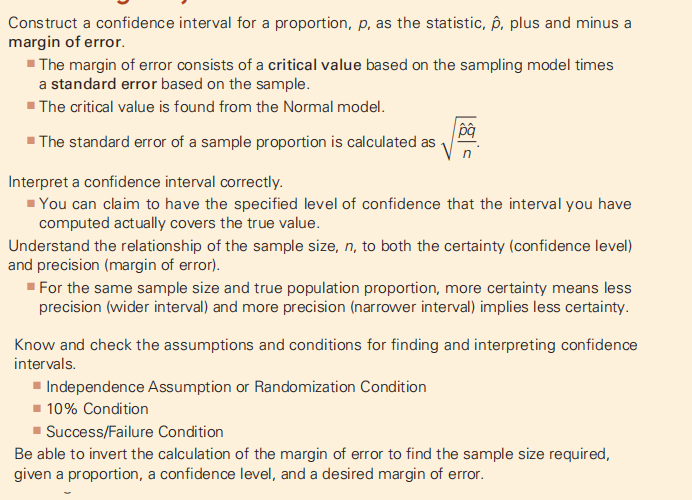 Construct a confidence interval for a proportion, p, as the statistic, p̂, plus and minus a
margin of error.
■ The margin of error consists of a critical value based on the sampling model times
a standard error based on the sample.
■ The critical value is found from the Normal model.
■ The standard error of a sample proportion is calculated as √(p̂q̂/n).
Interpret a confidence interval correctly.
■ You can claim to have the specified level of confidence that the interval you have
computed actually covers the true value.
Understand the relationship of the sample size, n, to both the certainty (confidence level)
and precision (margin of error).
■ For the same sample size and true population proportion, more certainty means less
precision (wider interval) and more precision (narrower interval) implies less certainty.
Know and check the assumptions and conditions for finding and interpreting confidence
intervals.
■ Independence Assumption or Randomization Condition
■ 10% Condition
■ Success/Failure Condition
Be able to invert the calculation of the margin of error to find the sample size required,
given a proportion, a confidence level, and a desired margin of error.